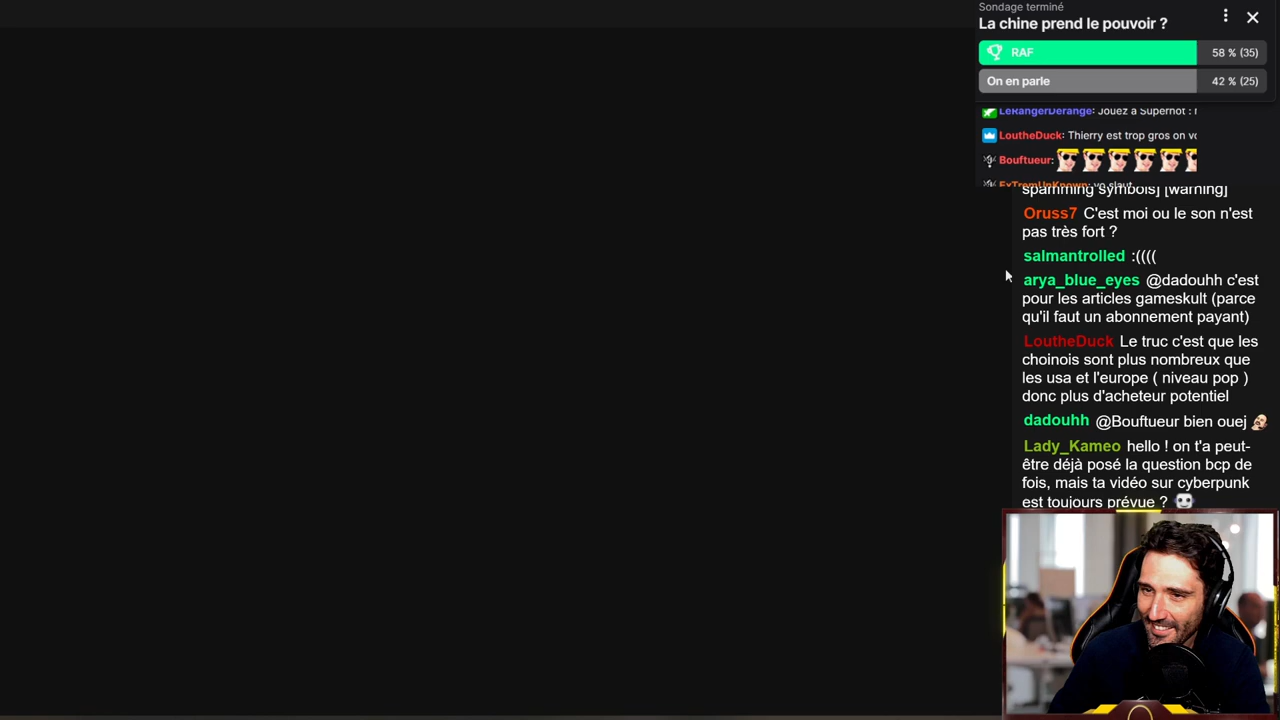 Sondage terminé
La chine prend le pouvoir ?
RAF 58 % (35)
On en parle 42 % (25)
LeRangerDerange: Jouez à Superhot :
LoutheDuck: Thierry est trop gros on
Bouftueur:
ExTremUnKnown: yo slaut
spamming symbols] [warning]
Oruss7 C'est moi ou le son n'est
pas très fort ?
salmantrolled :((((
arya_blue_eyes @dadouhh c'est
pour les articles gameskult (parce
qu'il faut un abonnement payant)
LoutheDuck Le truc c'est que les
choinois sont plus nombreux que
les usa et l'europe ( niveau pop )
donc plus d'acheteur potentiel
dadouhh @Bouftueur bien ouej
Lady_Kameo hello ! on t'a peut-
être déjà posé la question bcp de
fois, mais ta vidéo sur cyberpunk
est toujours prévue ?